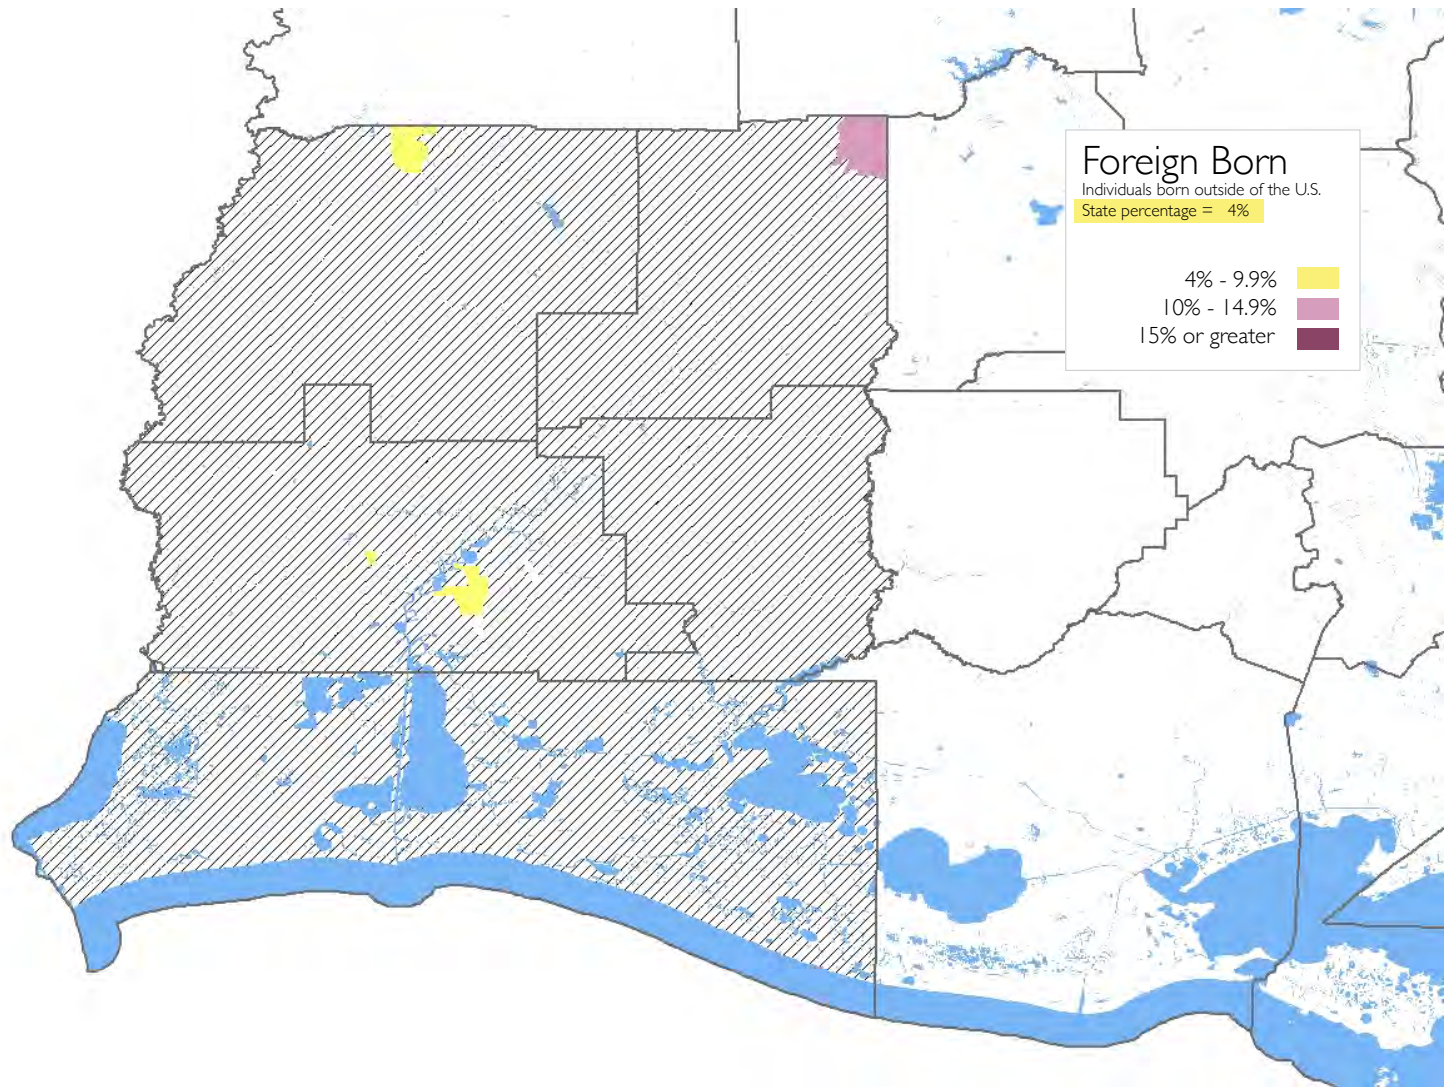 Foreign Born
Individuals born outside of the U.S.
State percentage = 4%
4% - 9.9%
10% - 14.9%
15% or greater